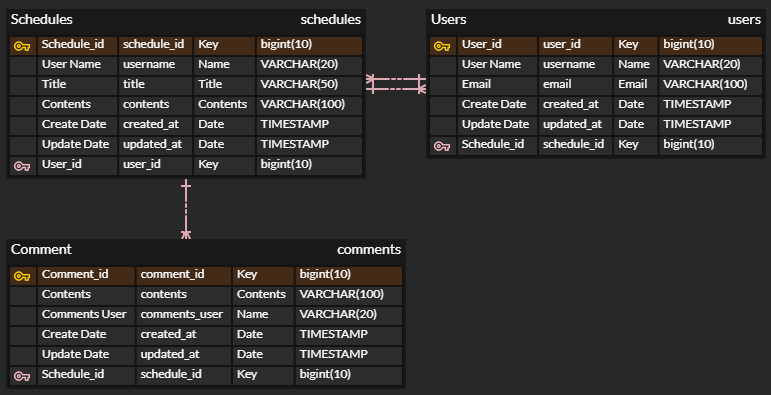 Schedules schedules
Schedule_id schedule_id Key bigint(10)
User Name username Name VARCHAR(20)
Title title Title VARCHAR(50)
Contents contents Contents VARCHAR(100)
Create Date created_at Date TIMESTAMP
Update Date updated_at Date TIMESTAMP
User_id user_id Key bigint(10)
Users users
User_id user_id Key bigint(10)
User Name username Name VARCHAR(20)
Email email Email VARCHAR(100)
Create Date created_at Date TIMESTAMP
Update Date updated_at Date TIMESTAMP
Schedule_id schedule_id Key bigint(10)
Comment comments
Comment_id comment_id Key bigint(10)
Contents contents Contents VARCHAR(100)
Comments User comments_user Name VARCHAR(20)
Create Date created_at Date TIMESTAMP
Update Date updated_at Date TIMESTAMP
Schedule_id schedule_id Key bigint(10)